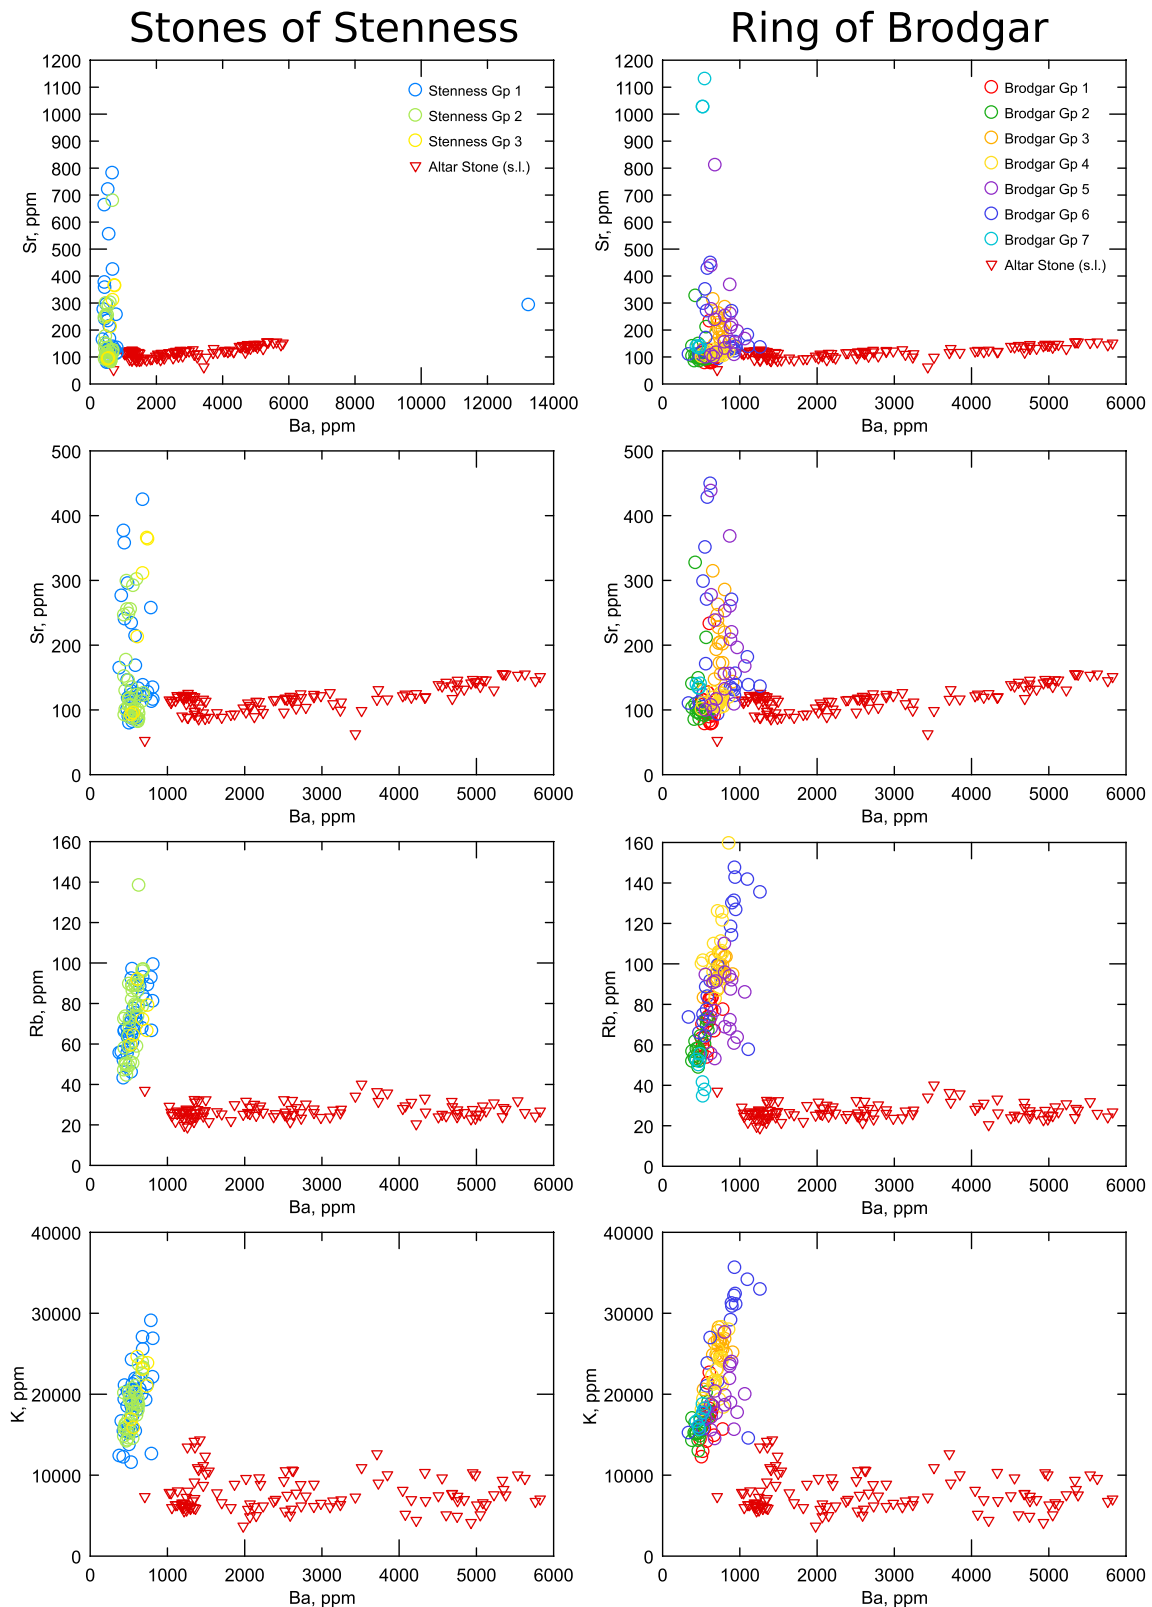 Stones of Stenness
Ring of Brodgar
1200
1100
1000
900
800
700
600
500
400
300
200
100
0
Sr, ppm
Stenness Gp 1
Stenness Gp 2
Stenness Gp 3
Altar Stone (s.l.)
0 2000 4000 6000 8000 10000 12000 14000
Ba, ppm
1200
1100
1000
900
800
700
600
500
400
300
200
100
0
Sr, ppm
Brodgar Gp 1
Brodgar Gp 2
Brodgar Gp 3
Brodgar Gp 4
Brodgar Gp 5
Brodgar Gp 6
Brodgar Gp 7
Altar Stone (s.l.)
0 1000 2000 3000 4000 5000 6000
Ba, ppm
500
400
300
200
100
0
Sr, ppm
0 1000 2000 3000 4000 5000 6000
Ba, ppm
500
400
300
200
100
0
Sr, ppm
0 1000 2000 3000 4000 5000 6000
Ba, ppm
160
140
120
100
80
60
40
20
0
Rb, ppm
0 1000 2000 3000 4000 5000 6000
Ba, ppm
160
140
120
100
80
60
40
20
0
Rb, ppm
0 1000 2000 3000 4000 5000 6000
Ba, ppm
40000
30000
20000
10000
0
K, ppm
0 1000 2000 3000 4000 5000 6000
Ba, ppm
40000
30000
20000
10000
0
K, ppm
0 1000 2000 3000 4000 5000 6000
Ba, ppm